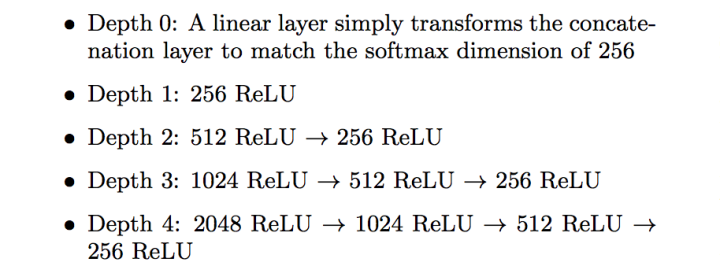 • Depth 0: A linear layer simply transforms the concate-
nation layer to match the softmax dimension of 256
• Depth 1: 256 ReLU
• Depth 2: 512 ReLU → 256 ReLU
• Depth 3: 1024 ReLU → 512 ReLU → 256 ReLU
• Depth 4: 2048 ReLU → 1024 ReLU → 512 ReLU →
256 ReLU